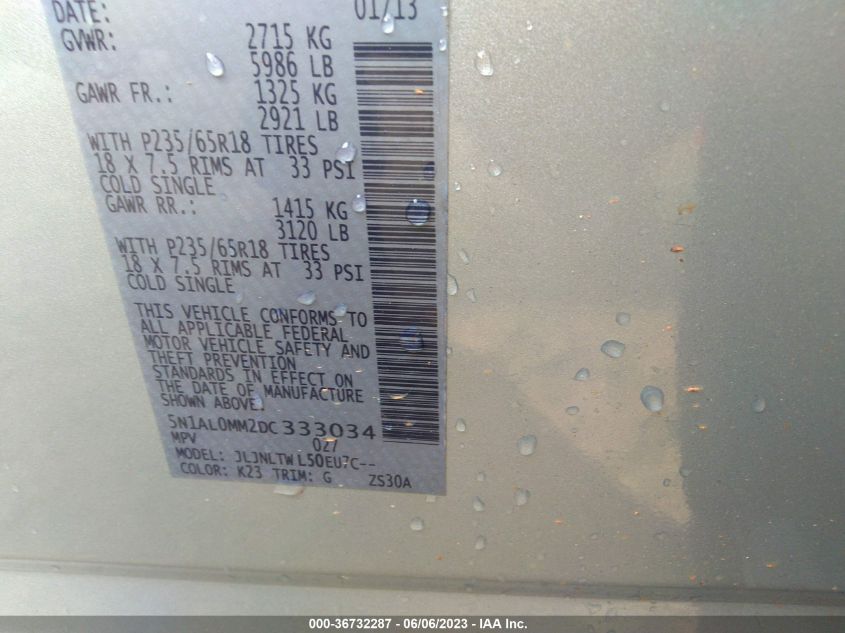 DATE: 01/13
GVWR: 2715 KG
5986 LB
GAWR FR.: 1325 KG
2921 LB
WITH P235/65R18 TIRES
18 X 7.5 RIMS AT 33 PSI
COLD SINGLE
GAWR RR.: 1415 KG
3120 LB
WITH P235/65R18 TIRES
18 X 7.5 RIMS AT 33 PSI
COLD SINGLE
THIS VEHICLE CONFORMS TO
ALL APPLICABLE FEDERAL
MOTOR VEHICLE SAFETY AND
THEFT PREVENTION
STANDARDS IN EFFECT ON
THE DATE OF MANUFACTURE
SHOWN ABOVE.
5N1AL0MM2DC333034
MPV 027
MODEL: JLJNLTWL50EU7C--
COLOR: K23 TRIM: G ZS30A
000-36732287 - 06/06/2023 - IAA Inc.